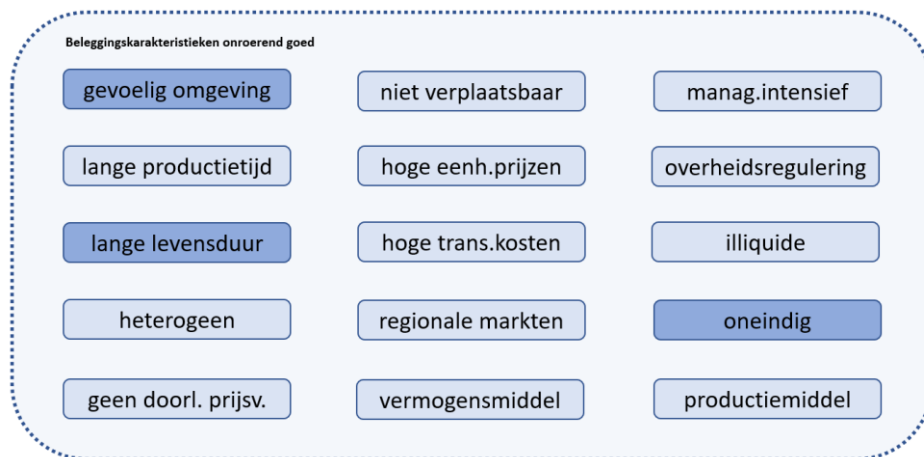 Beleggingskarakteristieken onroerend goed
gevoelig omgeving
niet verplaatsbaar
manag.intensief
lange productietijd
hoge eenh.prijzen
overheidsregulering
lange levensduur
hoge trans.kosten
illiquide
heterogeen
regionale markten
oneindig
geen doorl. prijsv.
vermogensmiddel
productiemiddel